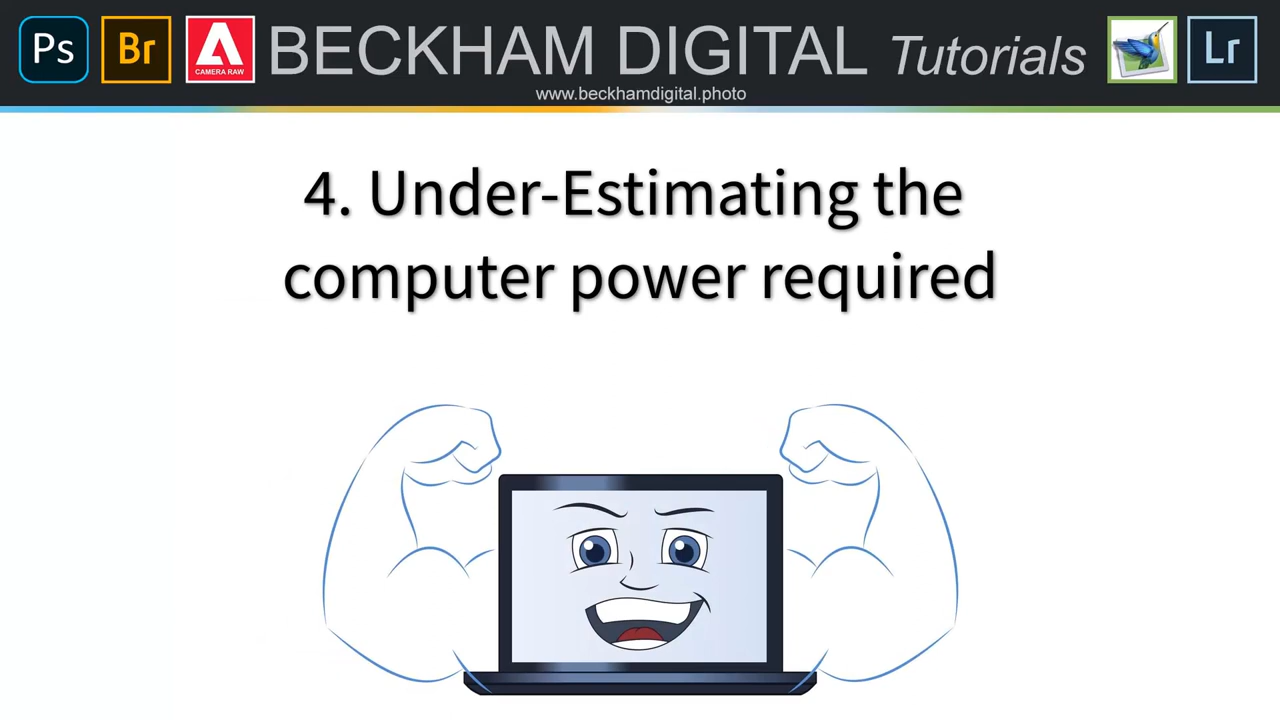 Ps Br CAMERA RAW BECKHAM DIGITAL Tutorials Lr
www.beckhamdigital.photo
4. Under-Estimating the
computer power required